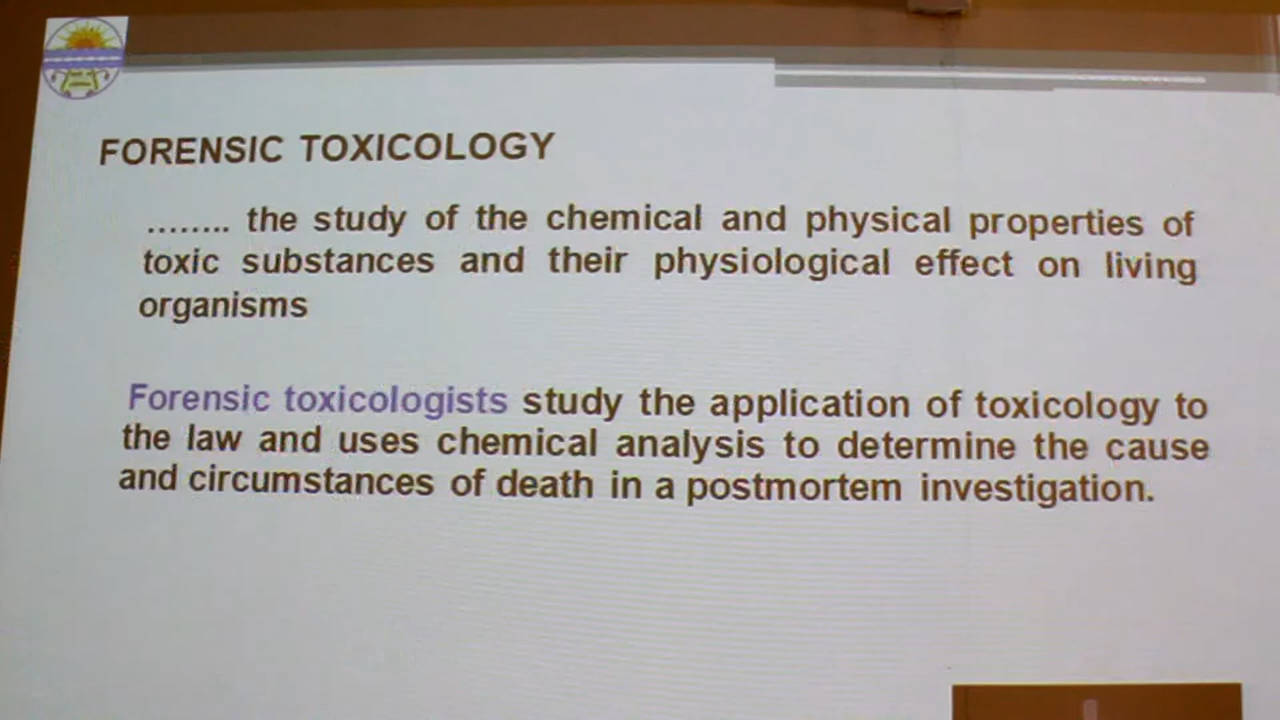 FORENSIC TOXICOLOGY
........ the study of the chemical and physical properties of
toxic substances and their physiological effect on living
organisms
Forensic toxicologists study the application of toxicology to
the law and uses chemical analysis to determine the cause
and circumstances of death in a postmortem investigation.